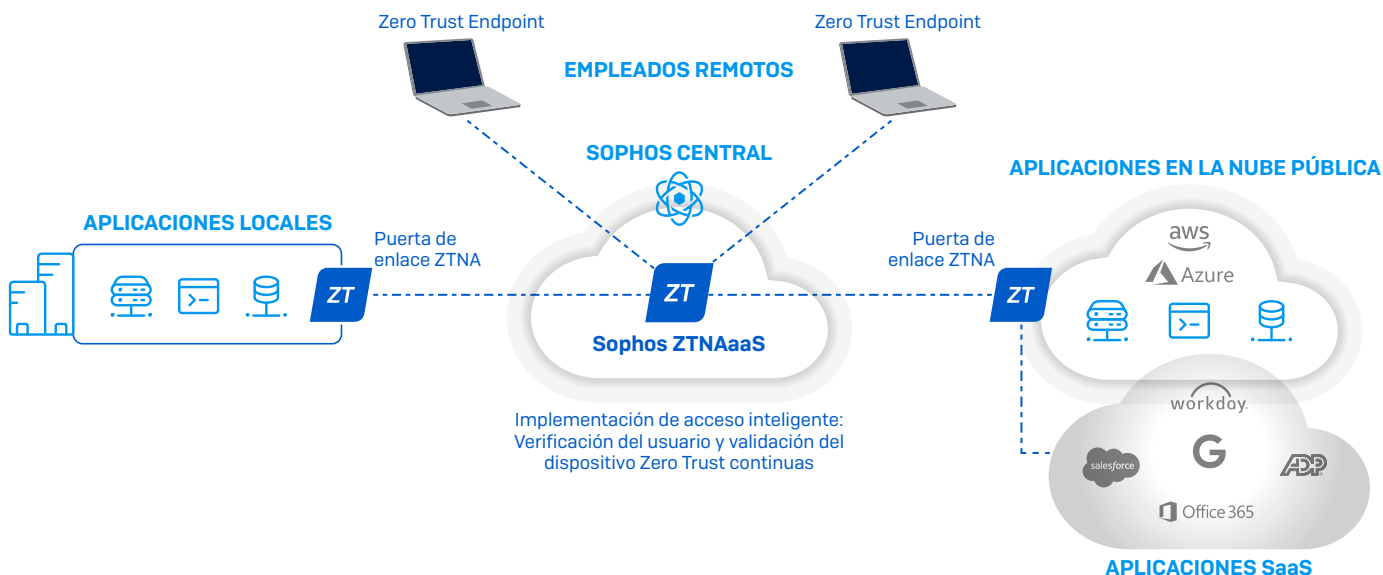 Zero Trust Endpoint
Zero Trust Endpoint
EMPLEADOS REMOTOS
SOPHOS CENTRAL
APLICACIONES EN LA NUBE PÚBLICA
APLICACIONES LOCALES
Puerta de
enlace ZTNA
ZT
ZT
Sophos ZTNAaaS
Puerta de
enlace ZTNA
ZT
aws
Azure
Implementación de acceso inteligente:
Verificación del usuario y validación del
dispositivo Zero Trust continuas
workday.
salesforce
G
ADP
Office 365
APLICACIONES SaaS